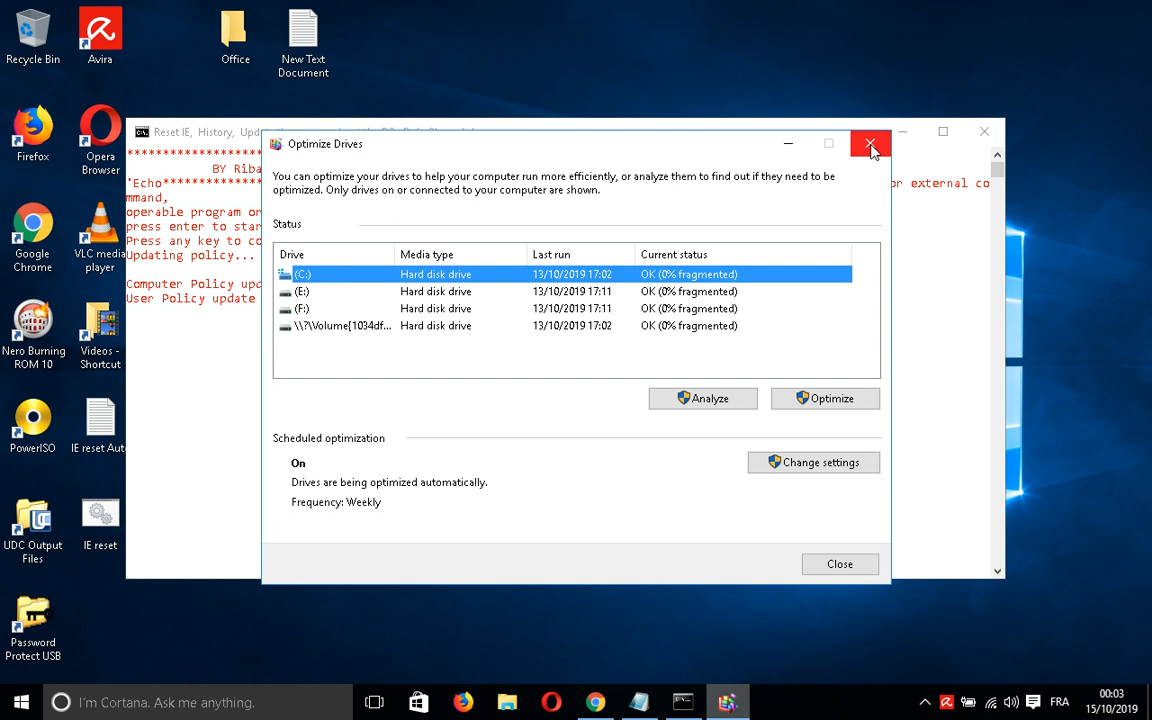 Recycle Bin
Avira
Office
New Text
Document
Firefox
Opera
Browser
Google
Chrome
VLC media
player
Nero Burning
ROM 10
Videos -
Shortcut
PowerISO
IE reset Aut
UDC Output
Files
IE reset
Password
Protect USB
Reset IE, History,
***********************
BY Riba
'Echo*****************
or external co
mmand,
operable program or
press enter to star
Press any key to co
Updating policy...
Computer Policy upd
User Policy update
Optimize Drives
You can optimize your drives to help your computer run more efficiently, or analyze them to find out if they need to be
optimized. Only drives on or connected to your computer are shown.
Status
Drive Media type Last run Current status
(C:) Hard disk drive 13/10/2019 17:02 OK (0% fragmented)
(E:) Hard disk drive 13/10/2019 17:11 OK (0% fragmented)
(F:) Hard disk drive 13/10/2019 17:11 OK (0% fragmented)
\\?\Volume{1034df... Hard disk drive 13/10/2019 17:02 OK (0% fragmented)
Analyze Optimize
Scheduled optimization
On
Change settings
Drives are being optimized automatically.
Frequency: Weekly
Close
I'm Cortana. Ask me anything.
FRA
00:03
15/10/2019